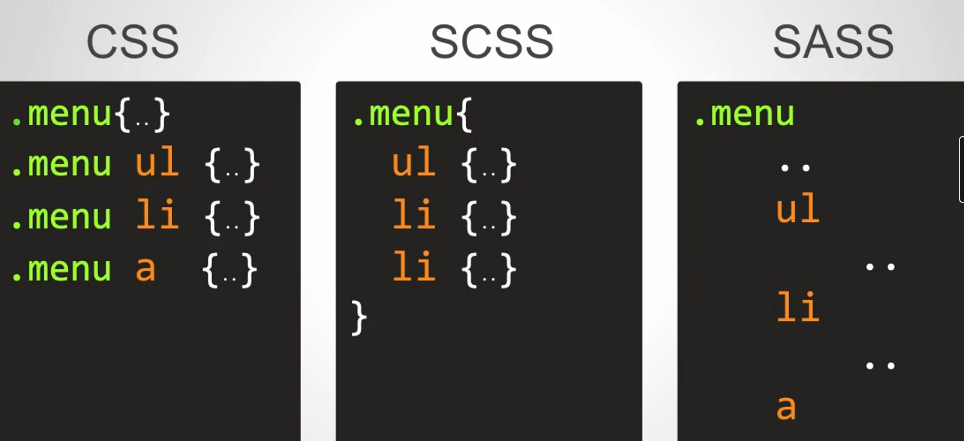 CSS
.menu{..}
.menu ul {..}
.menu li {..}
.menu a {..}
SCSS
.menu{
ul {..}
li {..}
li {..}
}
SASS
.menu
..
ul
..
li
..
a